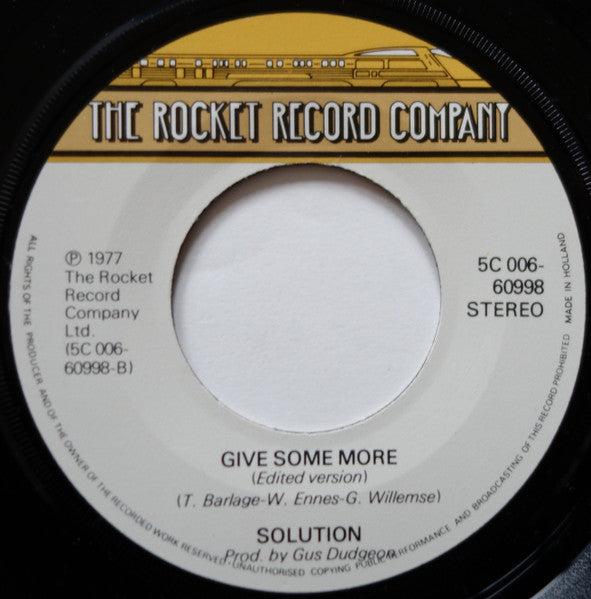 THE ROCKET RECORD COMPANY
℗ 1977
The Rocket
Record
Company
Ltd.
(5C 006-
60998-B)
5C 006-
60998
STEREO
MADE IN HOLLAND
GIVE SOME MORE
(Edited version)
(T. Barlage-W. Ennes-G. Willemse)
SOLUTION
Prod. by Gus Dudgeon
ALL RIGHTS OF THE PRODUCER AND OF THE OWNER OF THE RECORDED WORK RESERVED-UNAUTHORISED COPYING PUBLIC PERFORMANCE AND BROADCASTING OF THIS RECORD PROHIBITED